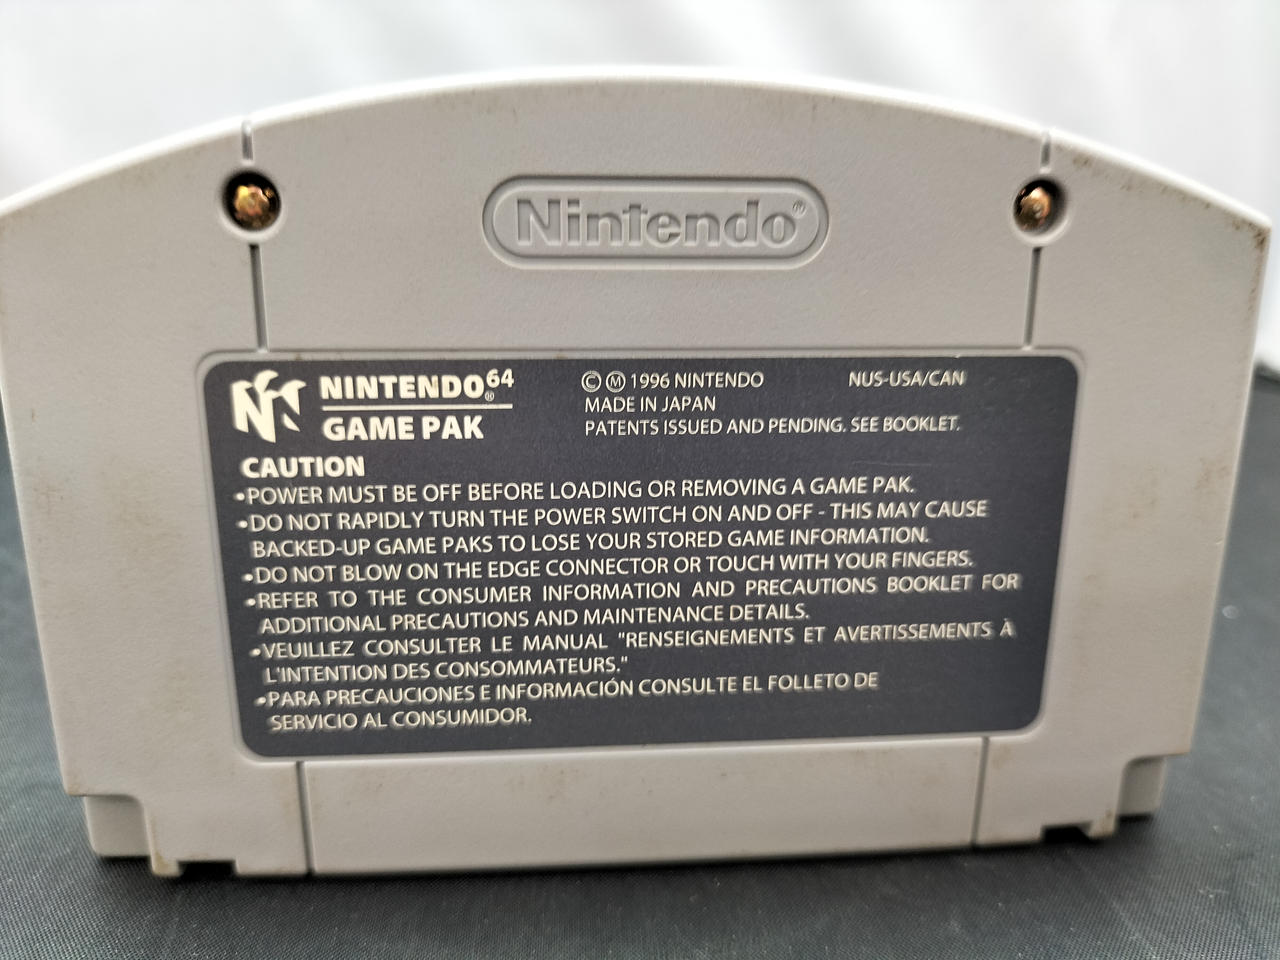 Nintendo®
NINTENDO64®
GAME PAK
© Ⓜ 1996 NINTENDO NUS-USA/CAN
MADE IN JAPAN
PATENTS ISSUED AND PENDING. SEE BOOKLET.
CAUTION
•POWER MUST BE OFF BEFORE LOADING OR REMOVING A GAME PAK.
•DO NOT RAPIDLY TURN THE POWER SWITCH ON AND OFF - THIS MAY CAUSE
BACKED-UP GAME PAKS TO LOSE YOUR STORED GAME INFORMATION.
•DO NOT BLOW ON THE EDGE CONNECTOR OR TOUCH WITH YOUR FINGERS.
•REFER TO THE CONSUMER INFORMATION AND PRECAUTIONS BOOKLET FOR
ADDITIONAL PRECAUTIONS AND MAINTENANCE DETAILS.
•VEUILLEZ CONSULTER LE MANUAL "RENSEIGNEMENTS ET AVERTISSEMENTS À
L'INTENTION DES CONSOMMATEURS."
•PARA PRECAUCIONES E INFORMACIÓN CONSULTE EL FOLLETO DE
SERVICIO AL CONSUMIDOR.